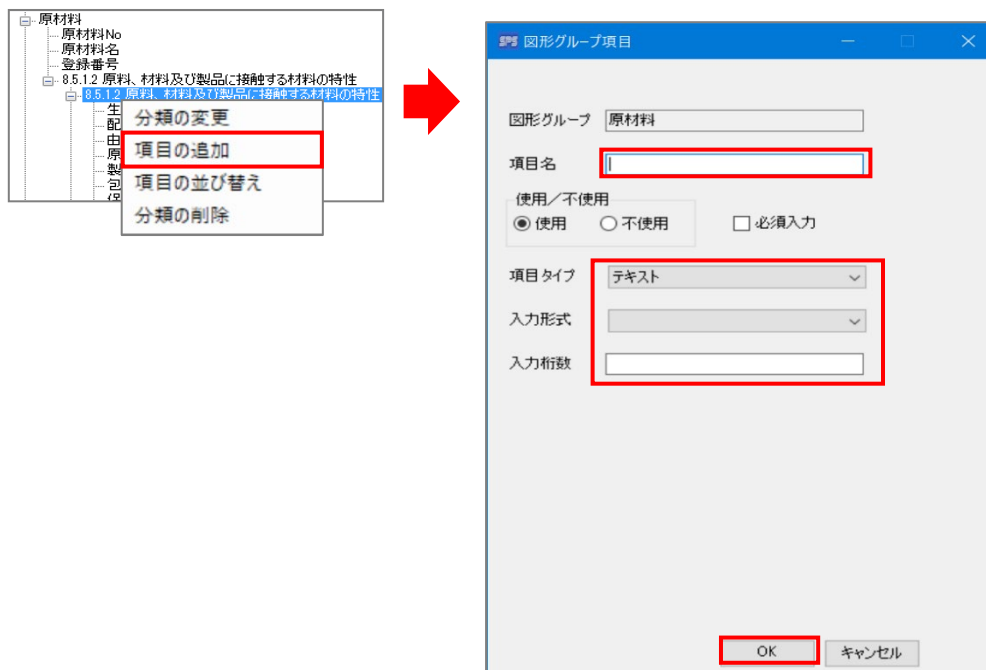 原材料
原材料No
原材料名
登録番号
8.5.1.2 原料、材料及び製品に接触する材料の特性
8.5.1.2 原料、材料及び製品に接触する材料の特性
生
配
由
原
製
包
分類の変更
項目の追加
項目の並び替え
分類の削除
SPS 図形グループ項目
図形グループ 原材料
項目名
使用／不使用
使用 不使用 必須入力
項目タイプ テキスト
入力形式
入力桁数
OK キャンセル